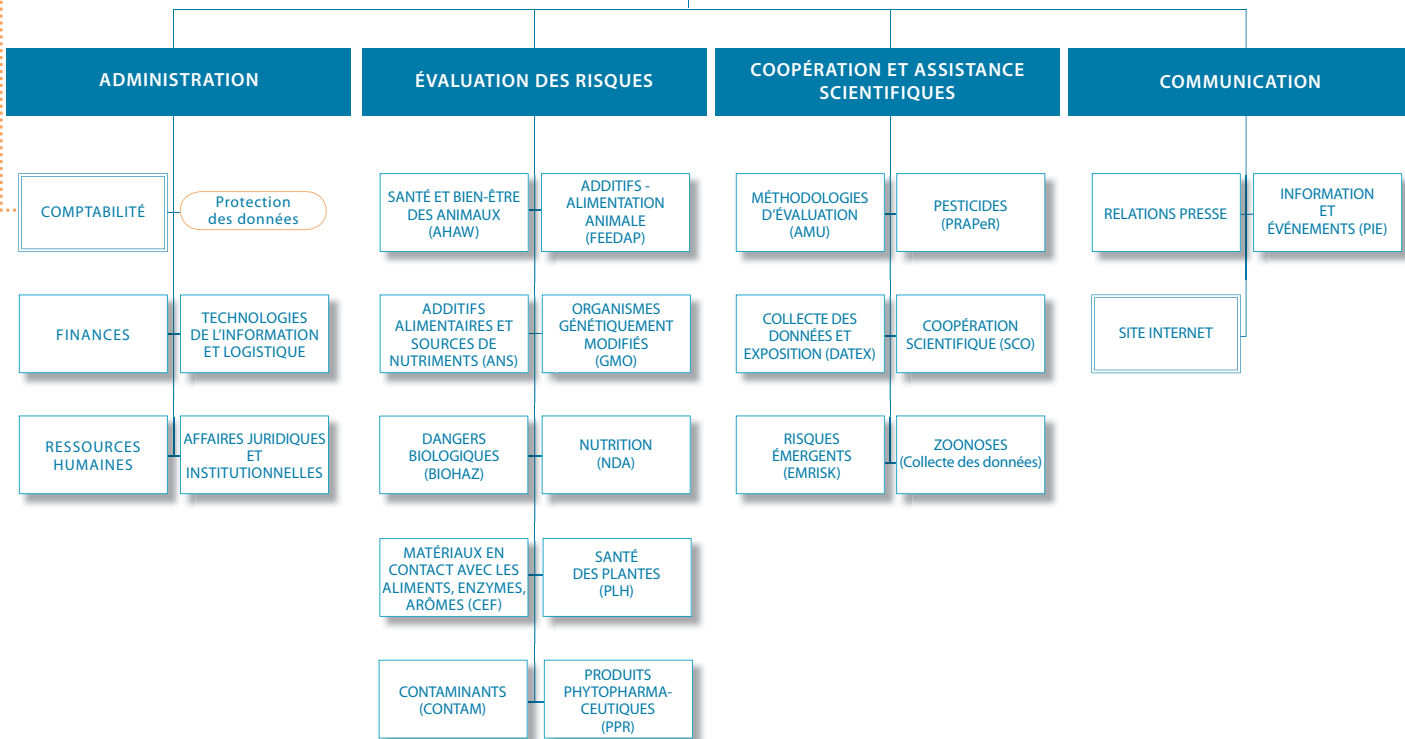 ADMINISTRATION
ÉVALUATION DES RISQUES
COOPÉRATION ET ASSISTANCE
SCIENTIFIQUES
COMMUNICATION
COMPTABILITÉ
Protection
des données
FINANCES
TECHNOLOGIES
DE L'INFORMATION
ET LOGISTIQUE
RESSOURCES
HUMAINES
AFFAIRES JURIDIQUES
ET
INSTITUTIONNELLES
SANTÉ ET BIEN-ÊTRE
DES ANIMAUX
(AHAW)
ADDITIFS -
ALIMENTATION
ANIMALE
(FEEDAP)
ADDITIFS
ALIMENTAIRES ET
SOURCES DE
NUTRIMENTS (ANS)
ORGANISMES
GÉNÉTIQUEMENT
MODIFIÉS
(GMO)
DANGERS
BIOLOGIQUES
(BIOHAZ)
NUTRITION
(NDA)
MATÉRIAUX EN
CONTACT AVEC LES
ALIMENTS, ENZYMES,
ARÔMES (CEF)
SANTÉ
DES PLANTES
(PLH)
CONTAMINANTS
(CONTAM)
PRODUITS
PHYTOPHARMA-
CEUTIQUES
(PPR)
MÉTHODOLOGIES
D'ÉVALUATION
(AMU)
PESTICIDES
(PRAPeR)
COLLECTE DES
DONNÉES ET
EXPOSITION (DATEX)
COOPÉRATION
SCIENTIFIQUE (SCO)
RISQUES
ÉMERGENTS
(EMRISK)
ZOONOSES
(Collecte des données)
RELATIONS PRESSE
INFORMATION
ET
ÉVÉNEMENTS (PIE)
SITE INTERNET